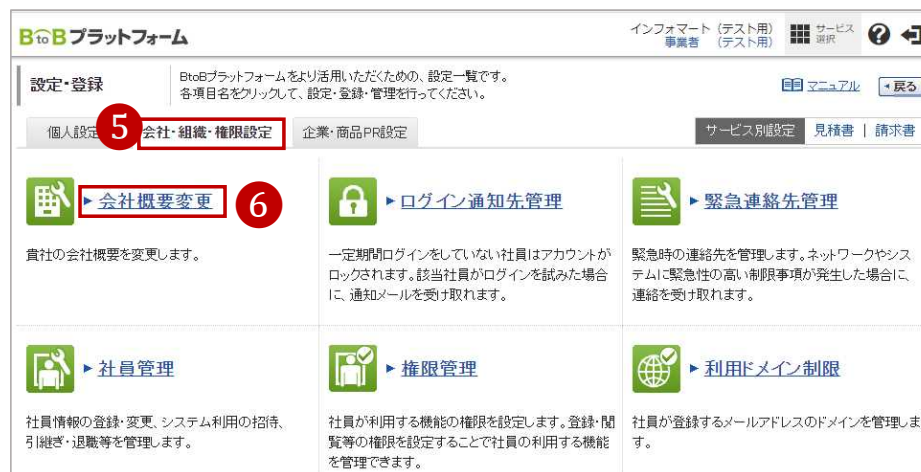 BtoBプラットフォーム
インフォマート (テスト用)
事業者 (テスト用)
サービス
選択
?
設定・登録
BtoBプラットフォームをより活用いただくための、設定一覧です。
各項目名をクリックして、設定・登録・管理を行ってください。
マニュアル
戻る
個人設定
5
会社・組織・権限設定
企業・商品PR設定
サービス別設定
見積書 | 請求書
会社概要変更
6
貴社の会社概要を変更します。
ログイン通知先管理
一定期間ログインをしていない社員はアカウントが
ロックされます。該当社員がログインを試みた場合
に、通知メールを受け取れます。
緊急連絡先管理
緊急時の連絡先を管理します。ネットワークやシス
テムに緊急性の高い制限事項が発生した場合に、
連絡を受け取れます。
社員管理
社員情報の登録・変更、システム利用の招待、
引継ぎ・退職等を管理します。
権限管理
社員が利用する機能の権限を設定します。登録・閲
覧等の権限を設定することで社員の利用する機能
を管理できます。
利用ドメイン制限
社員が登録するメールアドレスのドメインを管理しま
す。